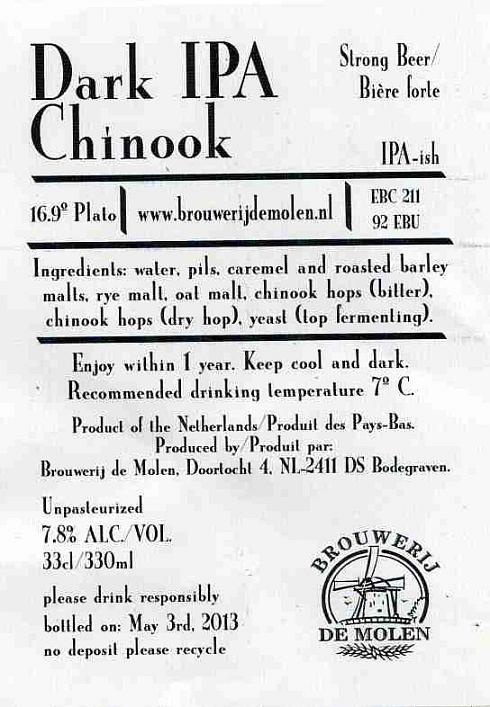 Dark IPA
Chinook
Strong Beer/
Bière forte
IPA-ish
16.9º Plato
www.brouwerijdemolen.nl
EBC 211
92 EBU
Ingredients: water, pils, caremel and roasted barley
malts, rye malt, oat malt, chinook hops (bitter),
chinook hops (dry hop), yeast (top fermenting).
Enjoy within 1 year. Keep cool and dark.
Recommended drinking temperature 7º C.
Product of the Netherlands/Produit des Pays-Bas.
Produced by/Produit par:
Brouwerij de Molen, Doortocht 4, NL-2411 DS Bodegraven.
Unpasteurized
7.8% ALC./VOL.
33cl/330ml
please drink responsibly
bottled on: May 3rd, 2013
no deposit please recycle
BROUWERIJ
DE MOLEN